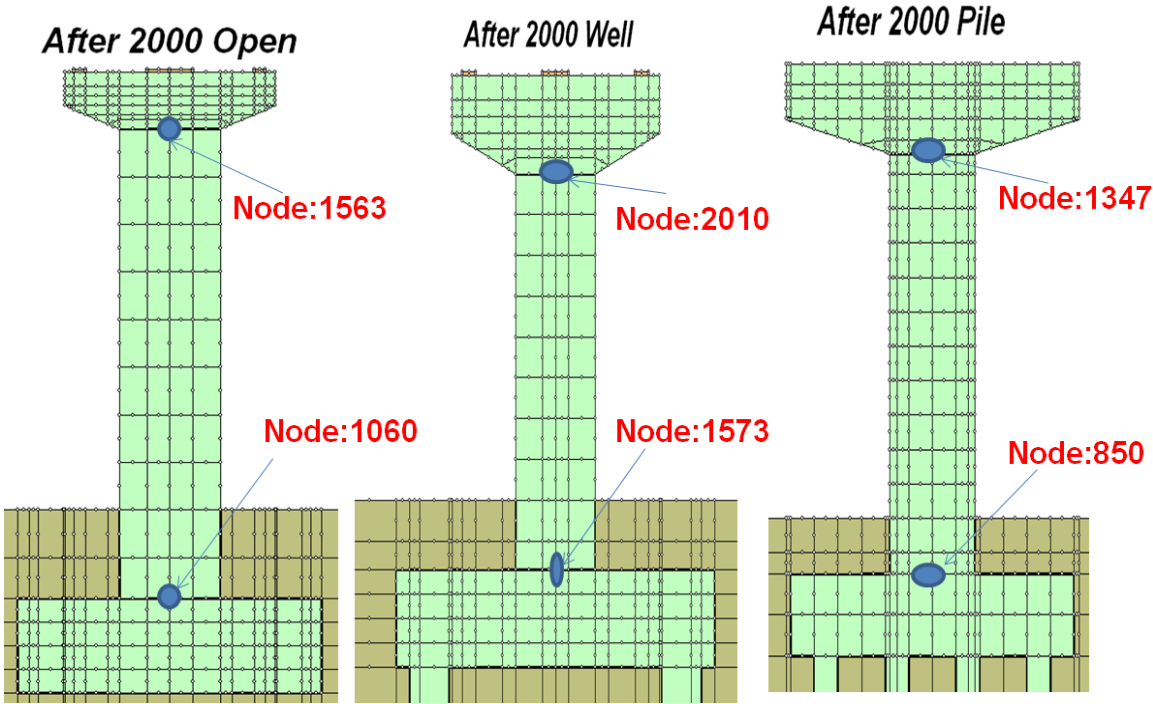 After 2000 Open
After 2000 Well
After 2000 Pile
Node:1563
Node:2010
Node:1347
Node:1060
Node:1573
Node:850